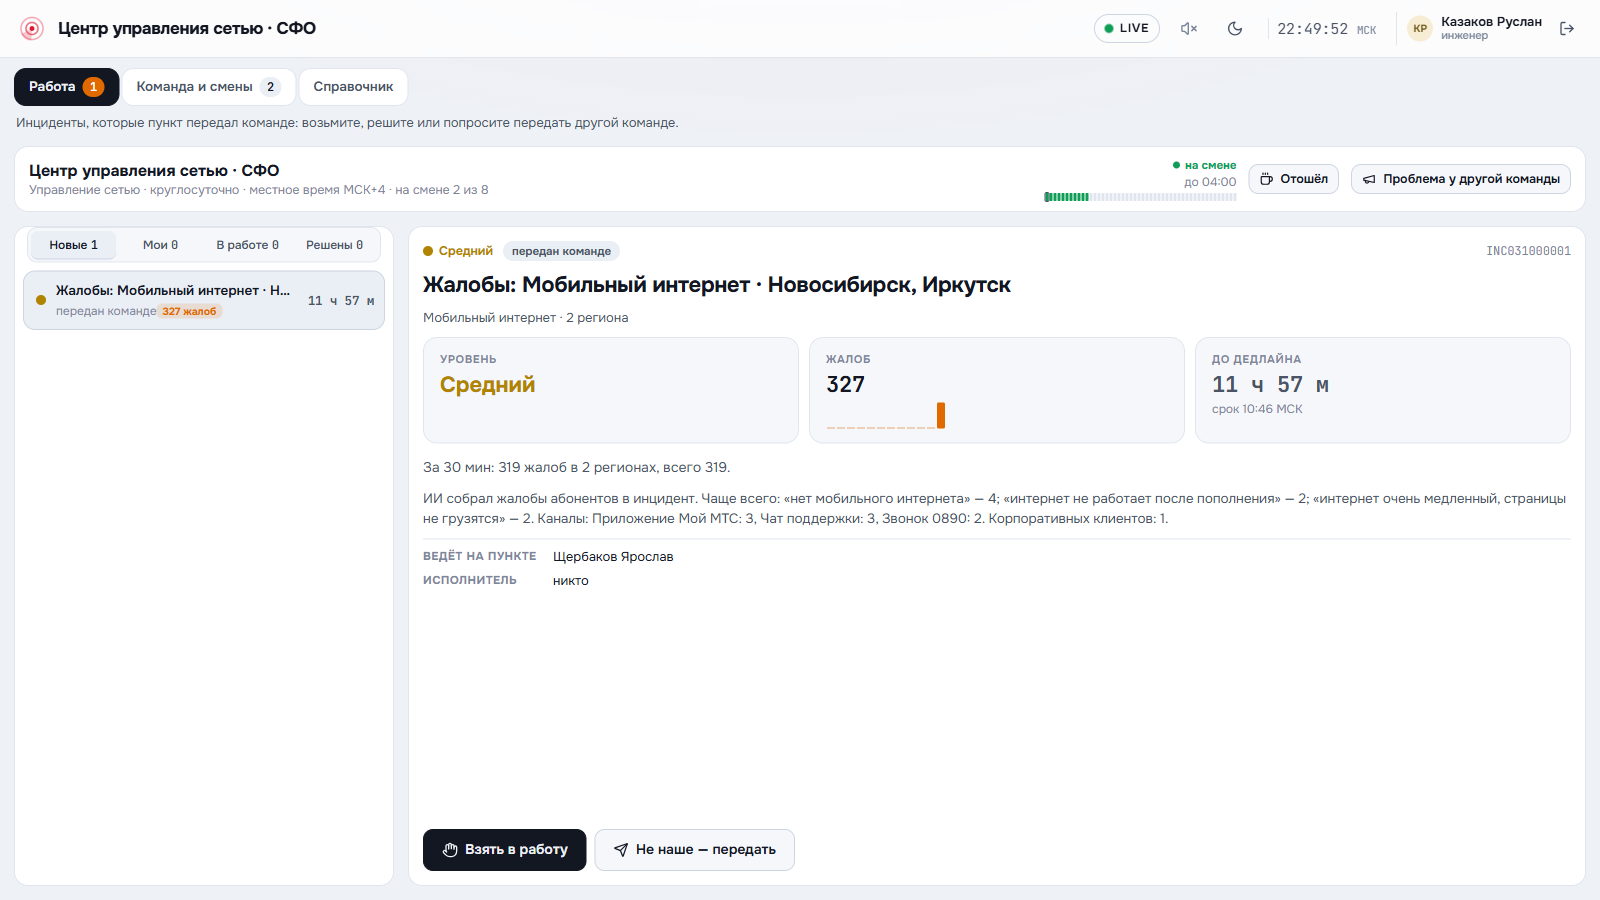 Центр управления сетью · СФО
LIVE
22:49:52 МСК
КР
Казаков Руслан
инженер
Работа 1
Команда и смены 2
Справочник
Инциденты, которые пункт передал команде: возьмите, решите или попросите передать другой команде.
Центр управления сетью · СФО
Управление сетью · круглосуточно · местное время МСК+4 · на смене 2 из 8
на смене
до 04:00
Отошёл
Проблема у другой команды
Новые 1
Мои 0
В работе 0
Решены 0
Жалобы: Мобильный интернет · Н...
передан команде 327 жалоб
11 ч 57 м
Средний
передан команде
INC031000001
Жалобы: Мобильный интернет · Новосибирск, Иркутск
Мобильный интернет · 2 региона
УРОВЕНЬ
Средний
ЖАЛОБ
327
ДО ДЕДЛАЙНА
11 ч 57 м
срок 10:46 МСК
За 30 мин: 319 жалоб в 2 регионах, всего 319.
ИИ собрал жалобы абонентов в инцидент. Чаще всего: «нет мобильного интернета» — 4; «интернет не работает после пополнения» — 2; «интернет очень медленный, страницы
не грузятся» — 2. Каналы: Приложение Мой МТС: 3, Чат поддержки: 3, Звонок 0890: 2. Корпоративных клиентов: 1.
ВЕДЁТ НА ПУНКТЕ Щербаков Ярослав
ИСПОЛНИТЕЛЬ никто
Взять в работу
Не наше — передать